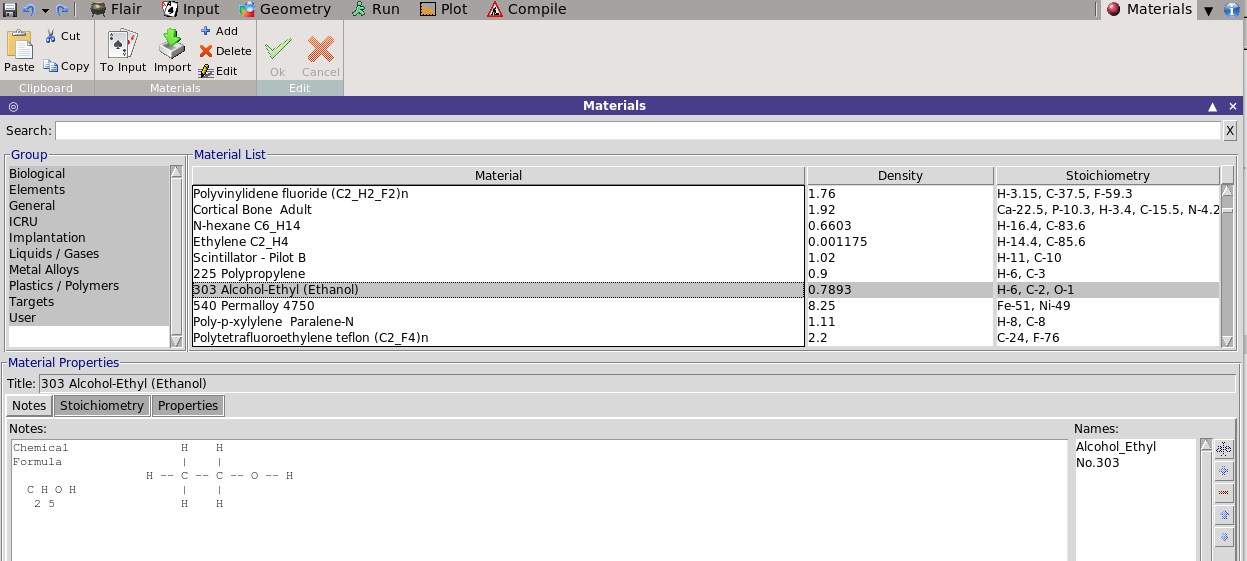 Flair Input Geometry Run Plot Compile Materials
Paste Cut Copy To Input Import Add Delete Edit Ok Cancel
Clipboard Materials Edit
Materials
Search: X
Group
Biological
Elements
General
ICRU
Implantation
Liquids / Gases
Metal Alloys
Plastics / Polymers
Targets
User
Material List
Material Density Stoichiometry
Polyvinylidene fluoride (C2_H2_F2)n 1.76 H-3.15, C-37.5, F-59.3
Cortical Bone  Adult 1.92 Ca-22.5, P-10.3, H-3.4, C-15.5, N-4.2
N-hexane C6_H14 0.6603 H-16.4, C-83.6
Ethylene C2_H4 0.001175 H-14.4, C-85.6
Scintillator - Pilot B 1.02 H-11, C-10
225 Polypropylene 0.9 H-6, C-3
303 Alcohol-Ethyl (Ethanol) 0.7893 H-6, C-2, O-1
540 Permalloy 4750 8.25 Fe-51, Ni-49
Poly-p-xylylene  Paralene-N 1.11 H-8, C-8
Polytetrafluoroethylene teflon (C2_F4)n 2.2 C-24, F-76
Material Properties
Title: 303 Alcohol-Ethyl (Ethanol)
Notes Stoichiometry Properties
Notes:
Chemical H H
Formula | |
H -- C -- C -- O -- H
C H O H | |
2 5 H H
Names:
Alcohol_Ethyl
No.303